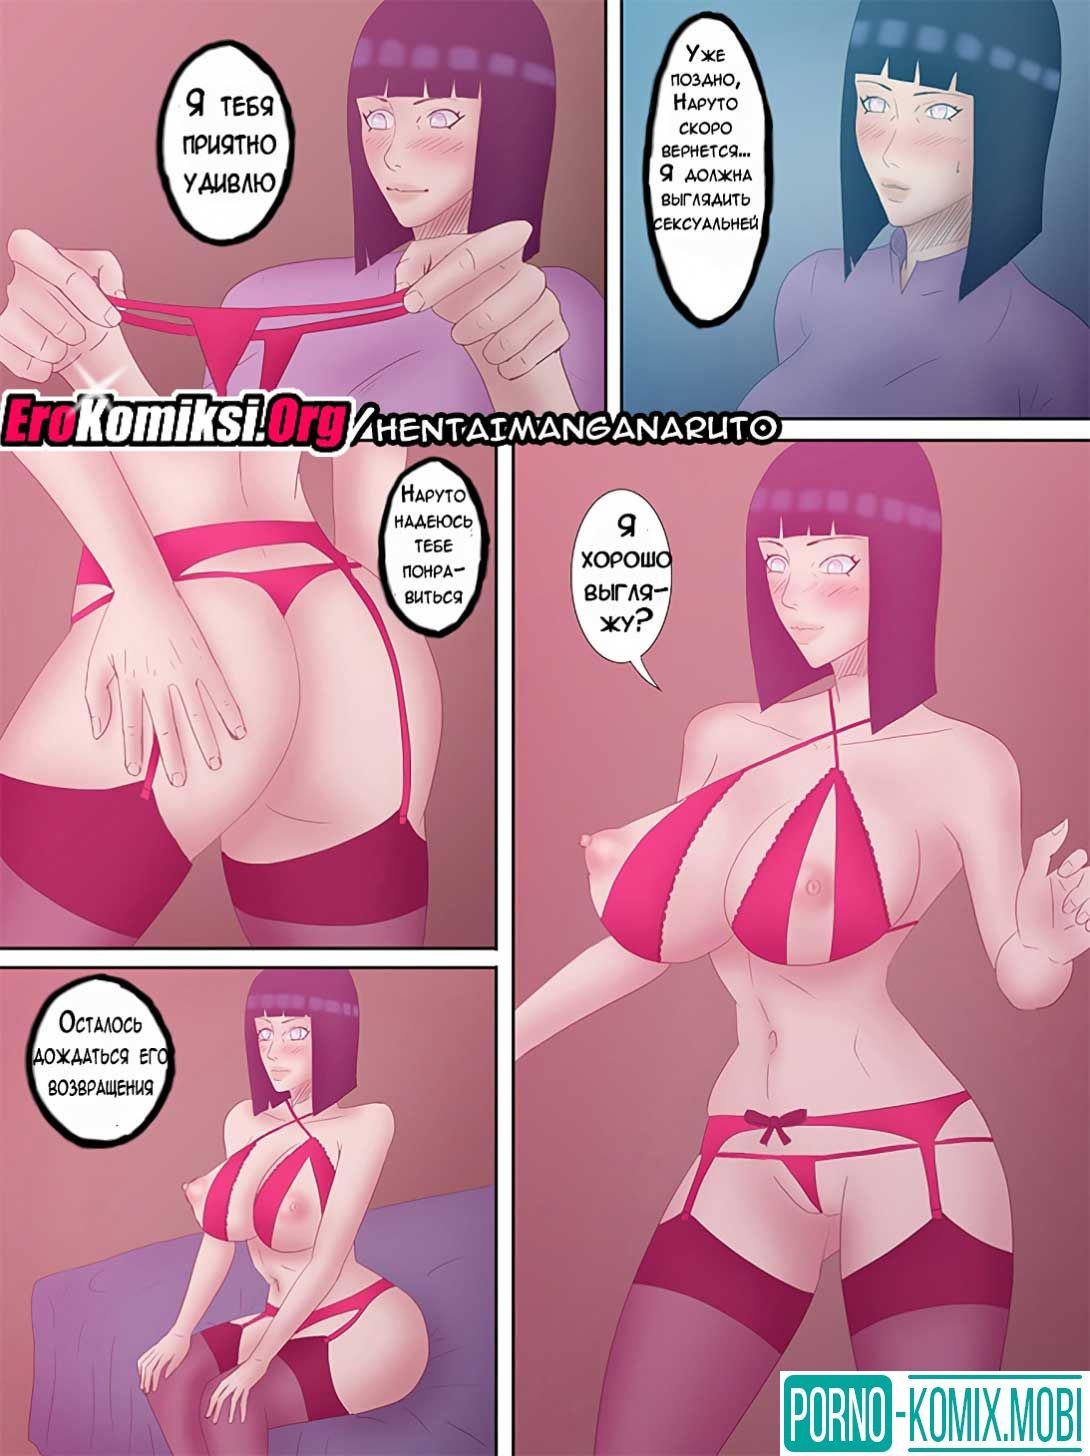 Я ТЕБЯ
ПРИЯТНО
УДИВЛЮ
УЖЕ
ПОЗДНО,
НАРУТО
СКОРО
ВЕРНЕТСЯ...
Я ДОЛЖНА
ВЫГЛЯДИТЬ
СЕКСУАЛЬНЕЙ
EroKomiksi.Org/HENTAIMANGANARUTO
НАРУТО
НАДЕЮСЬ
ТЕБЕ
ПОНРА-
ВИТЬСЯ
Я
ХОРОШО
ВЫГЛЯ-
ЖУ?
ОСТАЛОСЬ
ДОЖДАТЬСЯ ЕГО
ВОЗВРАЩЕНИЯ
PORNO-KOMIX.MOBI